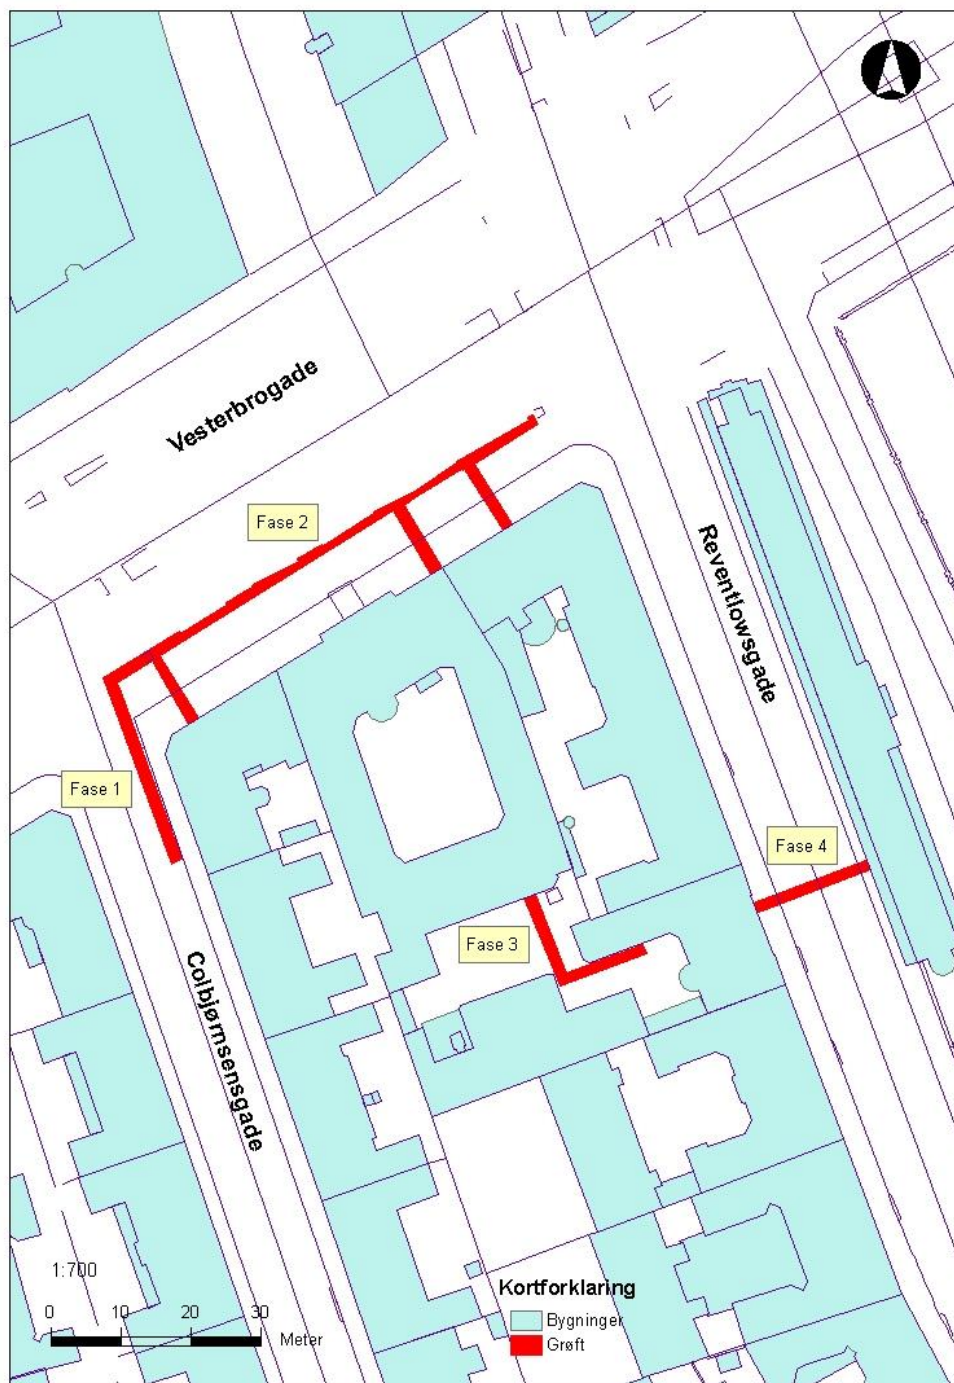 Vesterbrogade
Fase 2
Reventlowsgade
Fase 1
Fase 4
Fase 3
Colbjørnsensgade
1:700
0 10 20 30
Meter
Kortforklaring
Bygninger
Grøft